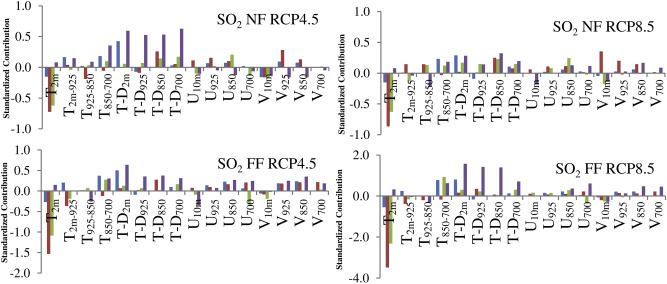 SO2 NF RCP4.5
Standardized Contribution
1.0
0.5
0.0
-0.5
-1.0
T2m
T2m-925
T925-850
T850-700
T-D2m
T-D925
T-D850
T-D700
U10m
U925
U850
U700
V10m
V925
V850
V700
SO2 NF RCP8.5
Standardized Contribution
1.0
0.5
0.0
-0.5
-1.0
T2m
T2m-925
T925-850
T850-700
T-D2m
T-D925
T-D850
T-D700
U10m
U925
U850
U700
V10m
V925
V850
V700
SO2 FF RCP4.5
Standardized Contribution
1.0
0.5
0.0
-0.5
-1.0
-1.5
-2.0
T2m
T2m-925
T925-850
T850-700
T-D2m
T-D925
T-D850
T-D700
U10m
U925
U850
U700
V10m
V925
V850
V700
SO2 FF RCP8.5
Standardized Contribution
2.0
0.0
-2.0
-4.0
T2m
T2m-925
T925-850
T850-700
T-D2m
T-D925
T-D850
T-D700
U10m
U925
U850
U700
V10m
V925
V850
V700